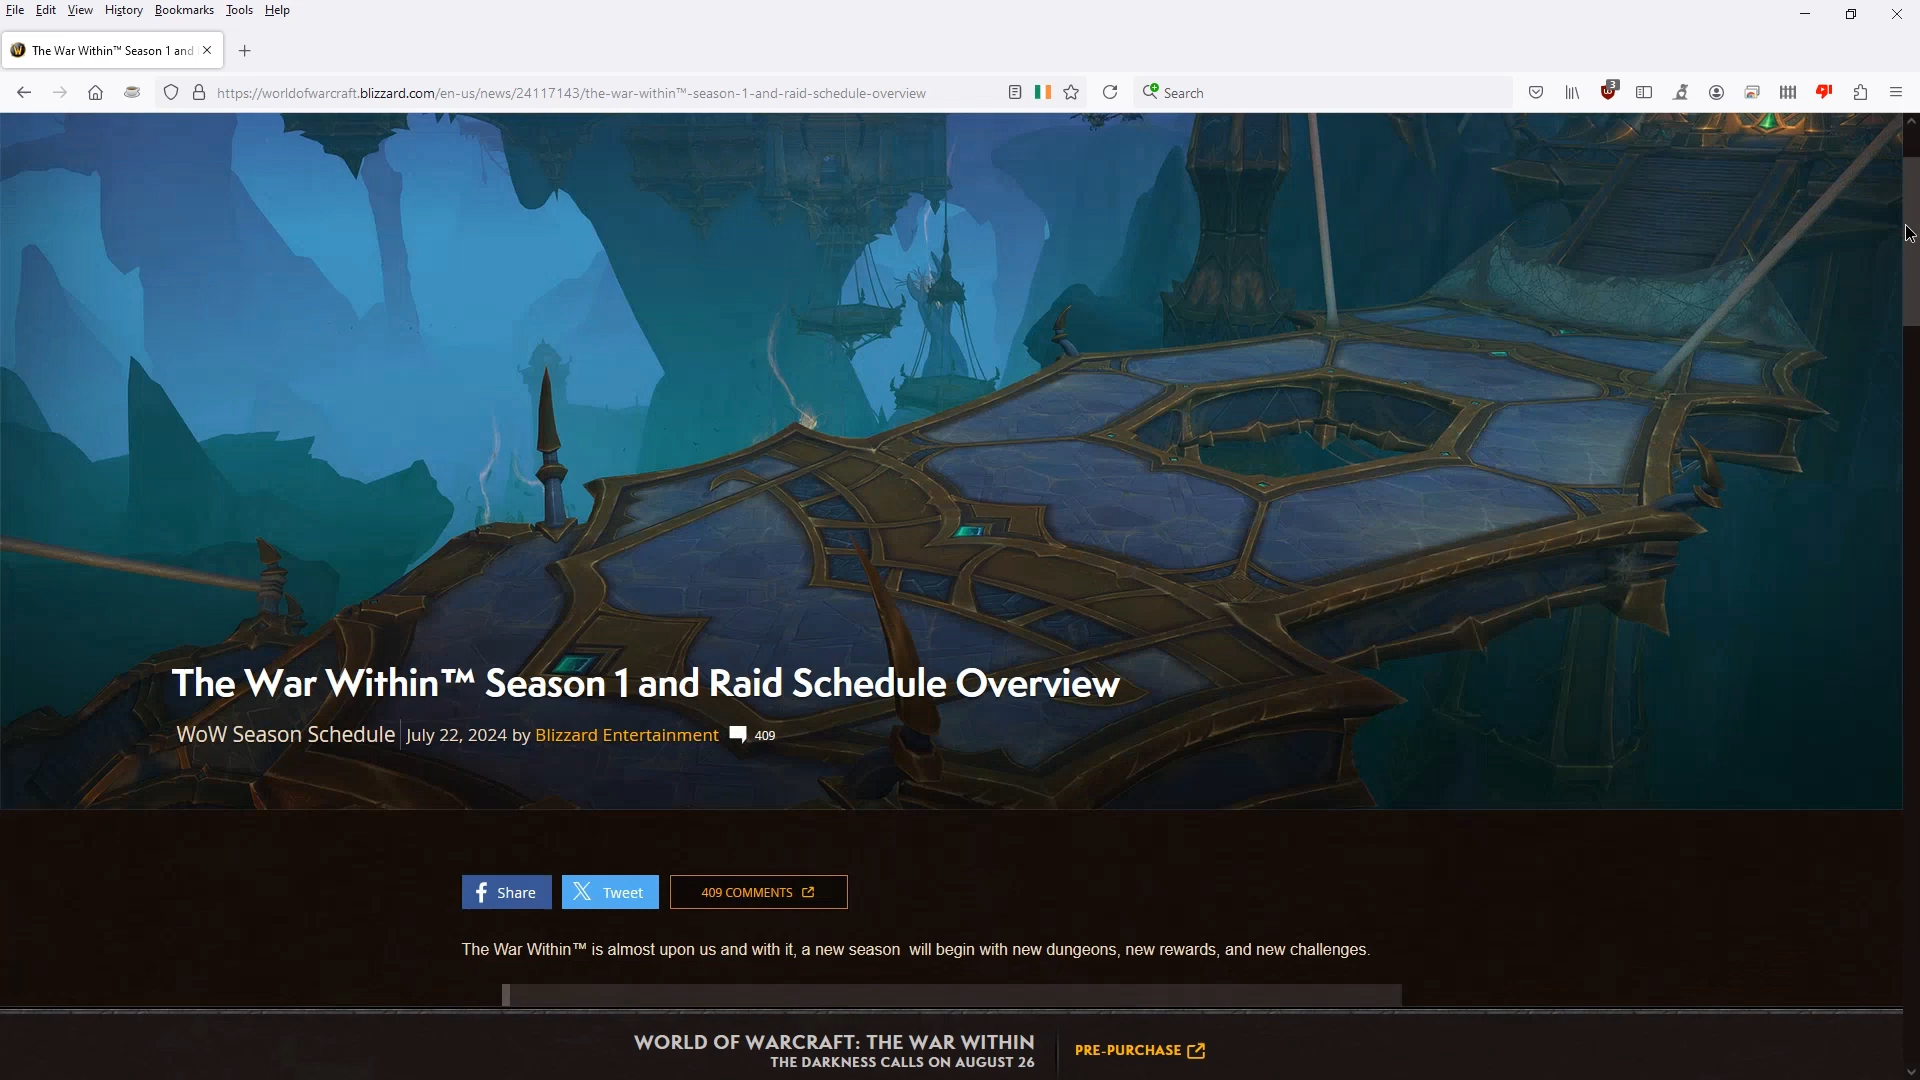 File Edit View History Bookmarks Tools Help
The War Within™ Season 1 and
https://worldofwarcraft.blizzard.com/en-us/news/24117143/the-war-within™-season-1-and-raid-schedule-overview
Search
3
The War Within™ Season 1 and Raid Schedule Overview
WoW Season Schedule July 22, 2024 by Blizzard Entertainment 409
Share Tweet 409 COMMENTS
The War Within™ is almost upon us and with it, a new season will begin with new dungeons, new rewards, and new challenges.
WORLD OF WARCRAFT: THE WAR WITHIN
THE DARKNESS CALLS ON AUGUST 26
PRE-PURCHASE